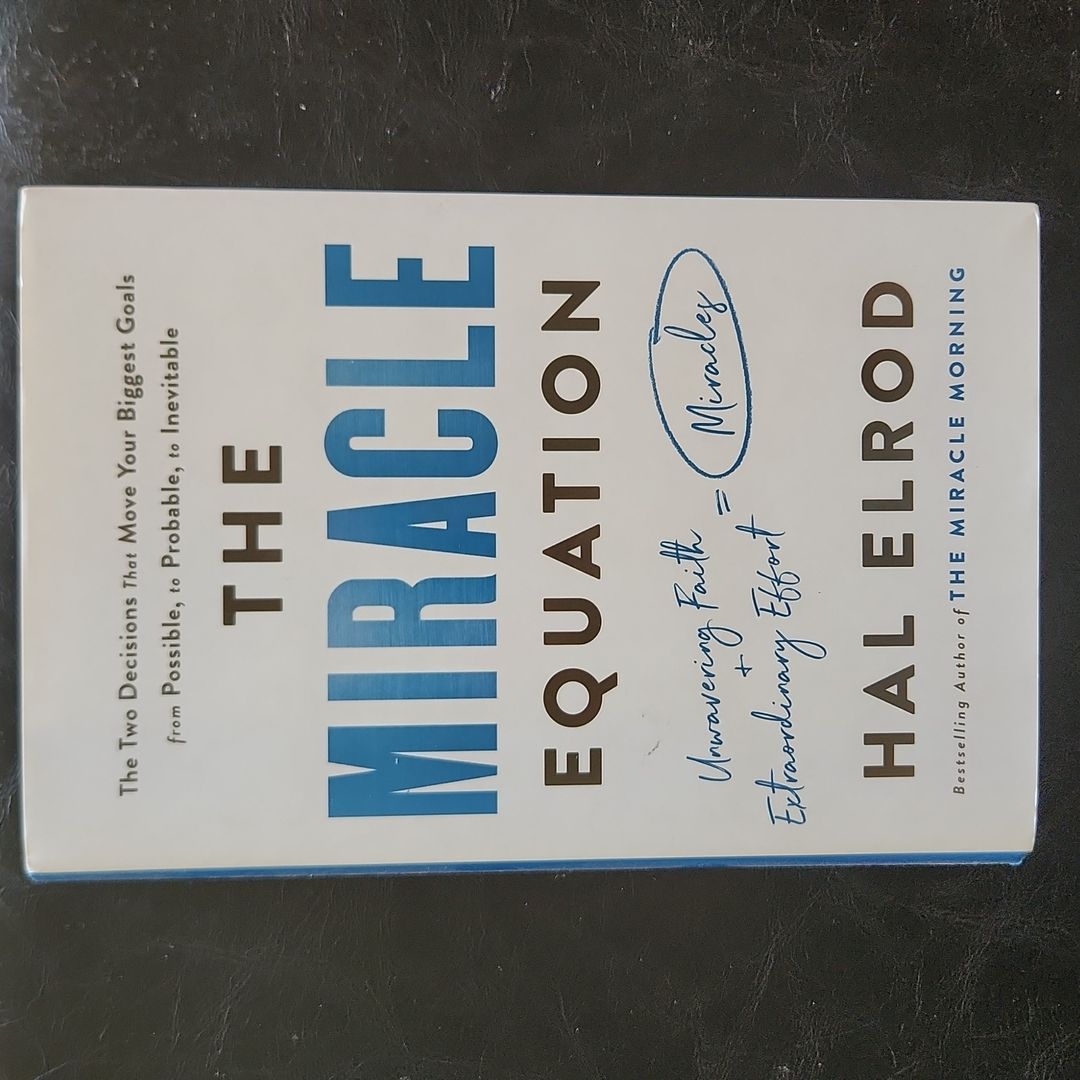 The Two Decisions That Move Your Biggest Goals
from Possible, to Probable, to Inevitable
THE
MIRACLE
EQUATION
Unwavering Faith
+
Extraordinary Effort
= Miracles
HAL ELROD
Bestselling Author of THE MIRACLE MORNING